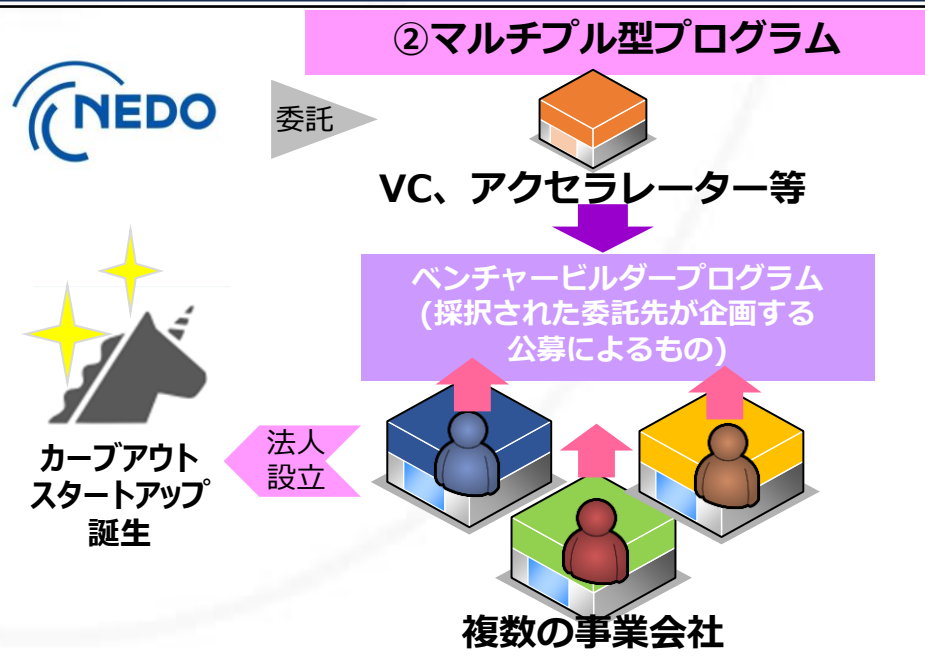 ②マルチプル型プログラム
NEDO
委託
VC、アクセラレーター等
ベンチャービルダープログラム
(採択された委託先が企画する
公募によるもの)
法人
設立
カーブアウト
スタートアップ
誕生
複数の事業会社